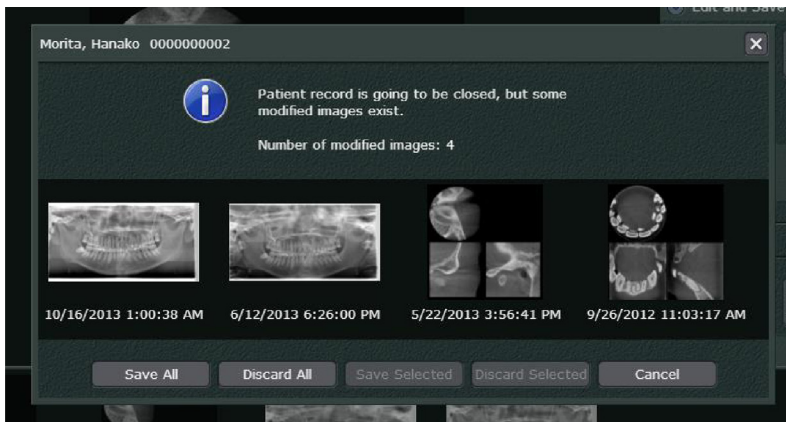 Edit and Save
Morita, Hanako 0000000002
Patient record is going to be closed, but some
modified images exist.
Number of modified images: 4
10/16/2013 1:00:38 AM
6/12/2013 6:26:00 PM
5/22/2013 3:56:41 PM
9/26/2012 11:03:17 AM
Save All
Discard All
Save Selected
Discard Selected
Cancel